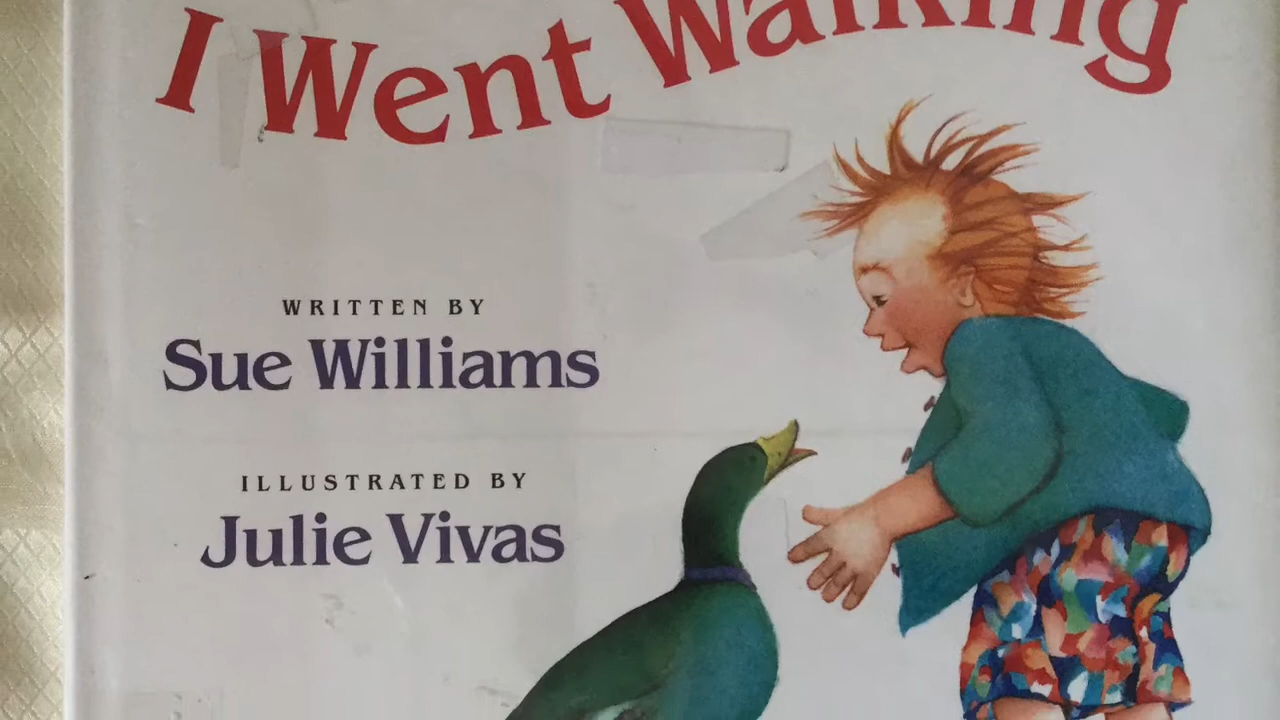 I Went Walking
WRITTEN BY
Sue Williams
ILLUSTRATED BY
Julie Vivas